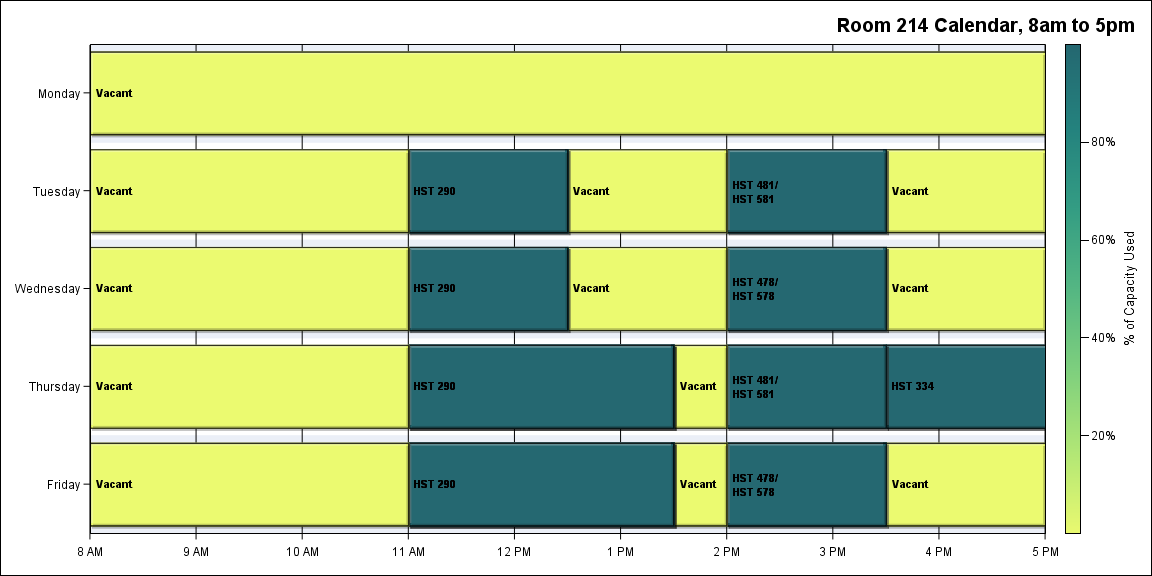 Room 214 Calendar, 8am to 5pm
Monday
Vacant
Tuesday
Vacant
HST 290
Vacant
HST 481/
HST 581
Vacant
Wednesday
Vacant
HST 290
Vacant
HST 478/
HST 578
Vacant
Thursday
Vacant
HST 290
Vacant
HST 481/
HST 581
HST 334
Friday
Vacant
HST 290
Vacant
HST 478/
HST 578
Vacant
8 AM
9 AM
10 AM
11 AM
12 PM
1 PM
2 PM
3 PM
4 PM
5 PM
80%
60%
40%
20%
% of Capacity Used